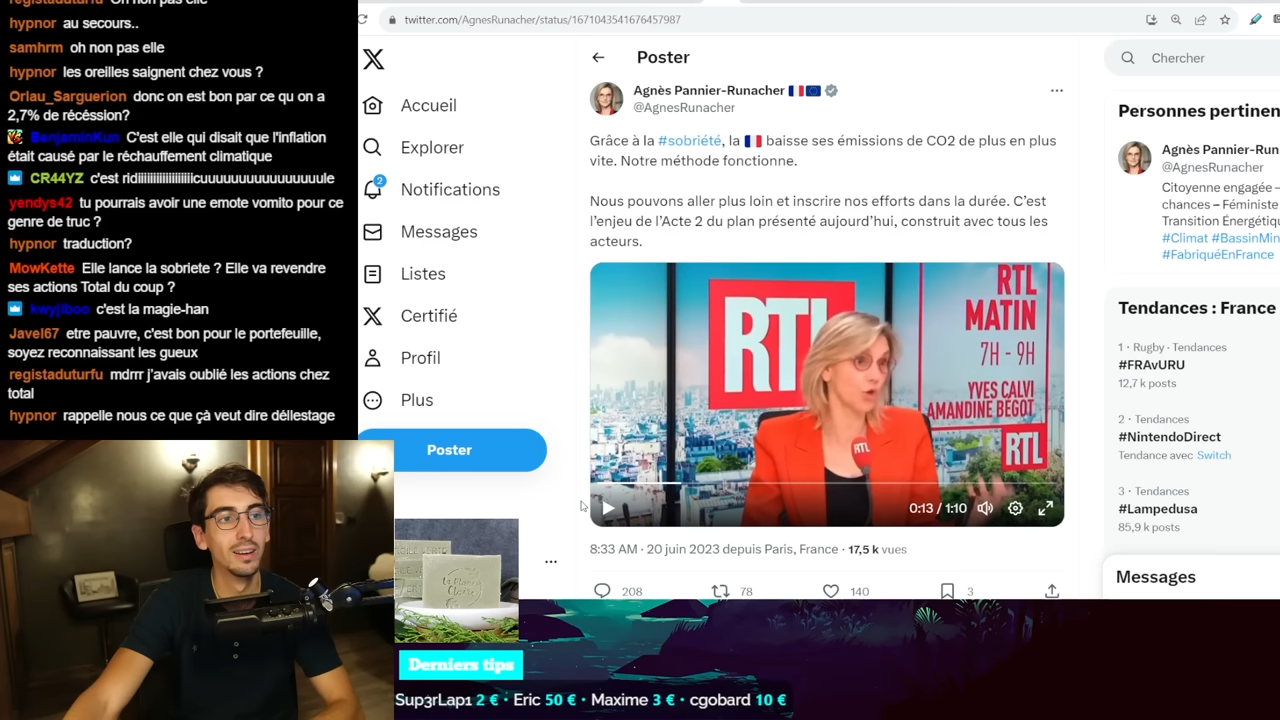 hypnor au secours..
samhrm oh non pas elle
hypnor les oreilles saignent chez vous ?
Orlau_Sarguerion donc on est bon par ce qu on a
2,7% de récéssion?
BenjaminKun C'est elle qui disait que l'inflation
était causé par le réchauffement climatique
CR44YZ c'est ridiiiiiiiiiiiiiiiiiicuuuuuuuuuuuuuuuule
yendys42 tu pourrais avoir une emote vomito pour ce
genre de truc ?
hypnor traduction?
MowKette Elle lance la sobriete ? Elle va revendre
ses actions Total du coup ?
kwyjiboo c'est la magie-han
Javel67 etre pauvre, c'est bon pour le portefeuille,
soyez reconnaissant les gueux
registaduturfu mdrrr j'avais oublié les actions chez
total
hypnor rappelle nous ce que çà veut dire déllestage
twitter.com/AgnesRunacher/status/1671043541676457987
Accueil
Explorer
2
Notifications
Messages
Listes
Certifié
Profil
Plus
Poster
Poster
Agnès Pannier-Runacher
@AgnesRunacher
Grâce à la #sobriété, la baisse ses émissions de CO2 de plus en plus
vite. Notre méthode fonctionne.
Nous pouvons aller plus loin et inscrire nos efforts dans la durée. C'est
l'enjeu de l'Acte 2 du plan présenté aujourd'hui, construit avec tous les
acteurs.
RTL
RTL
MATIN
7H - 9H
YVES CALVI
AMANDINE BÉGOT
RTL
RTL
0:13 / 1:10
8:33 AM · 20 juin 2023 depuis Paris, France · 17,5 k vues
208
78
140
3
Chercher
Personnes pertinen
Agnès Pannier-Run
@AgnesRunacher
Citoyenne engagée –
chances – Féministe
Transition Énergétiqu
#Climat #BassinMin
#FabriquéEnFrance
Tendances : France
1 · Rugby · Tendances
#FRAvURU
12,7 k posts
2 · Tendances
#NintendoDirect
Tendance avec Switch
3 · Tendances
#Lampedusa
85,9 k posts
Messages
Derniers tips
Sup3rLap1 2 € · Eric 50 € · Maxime 3 € · cgobard 10 €